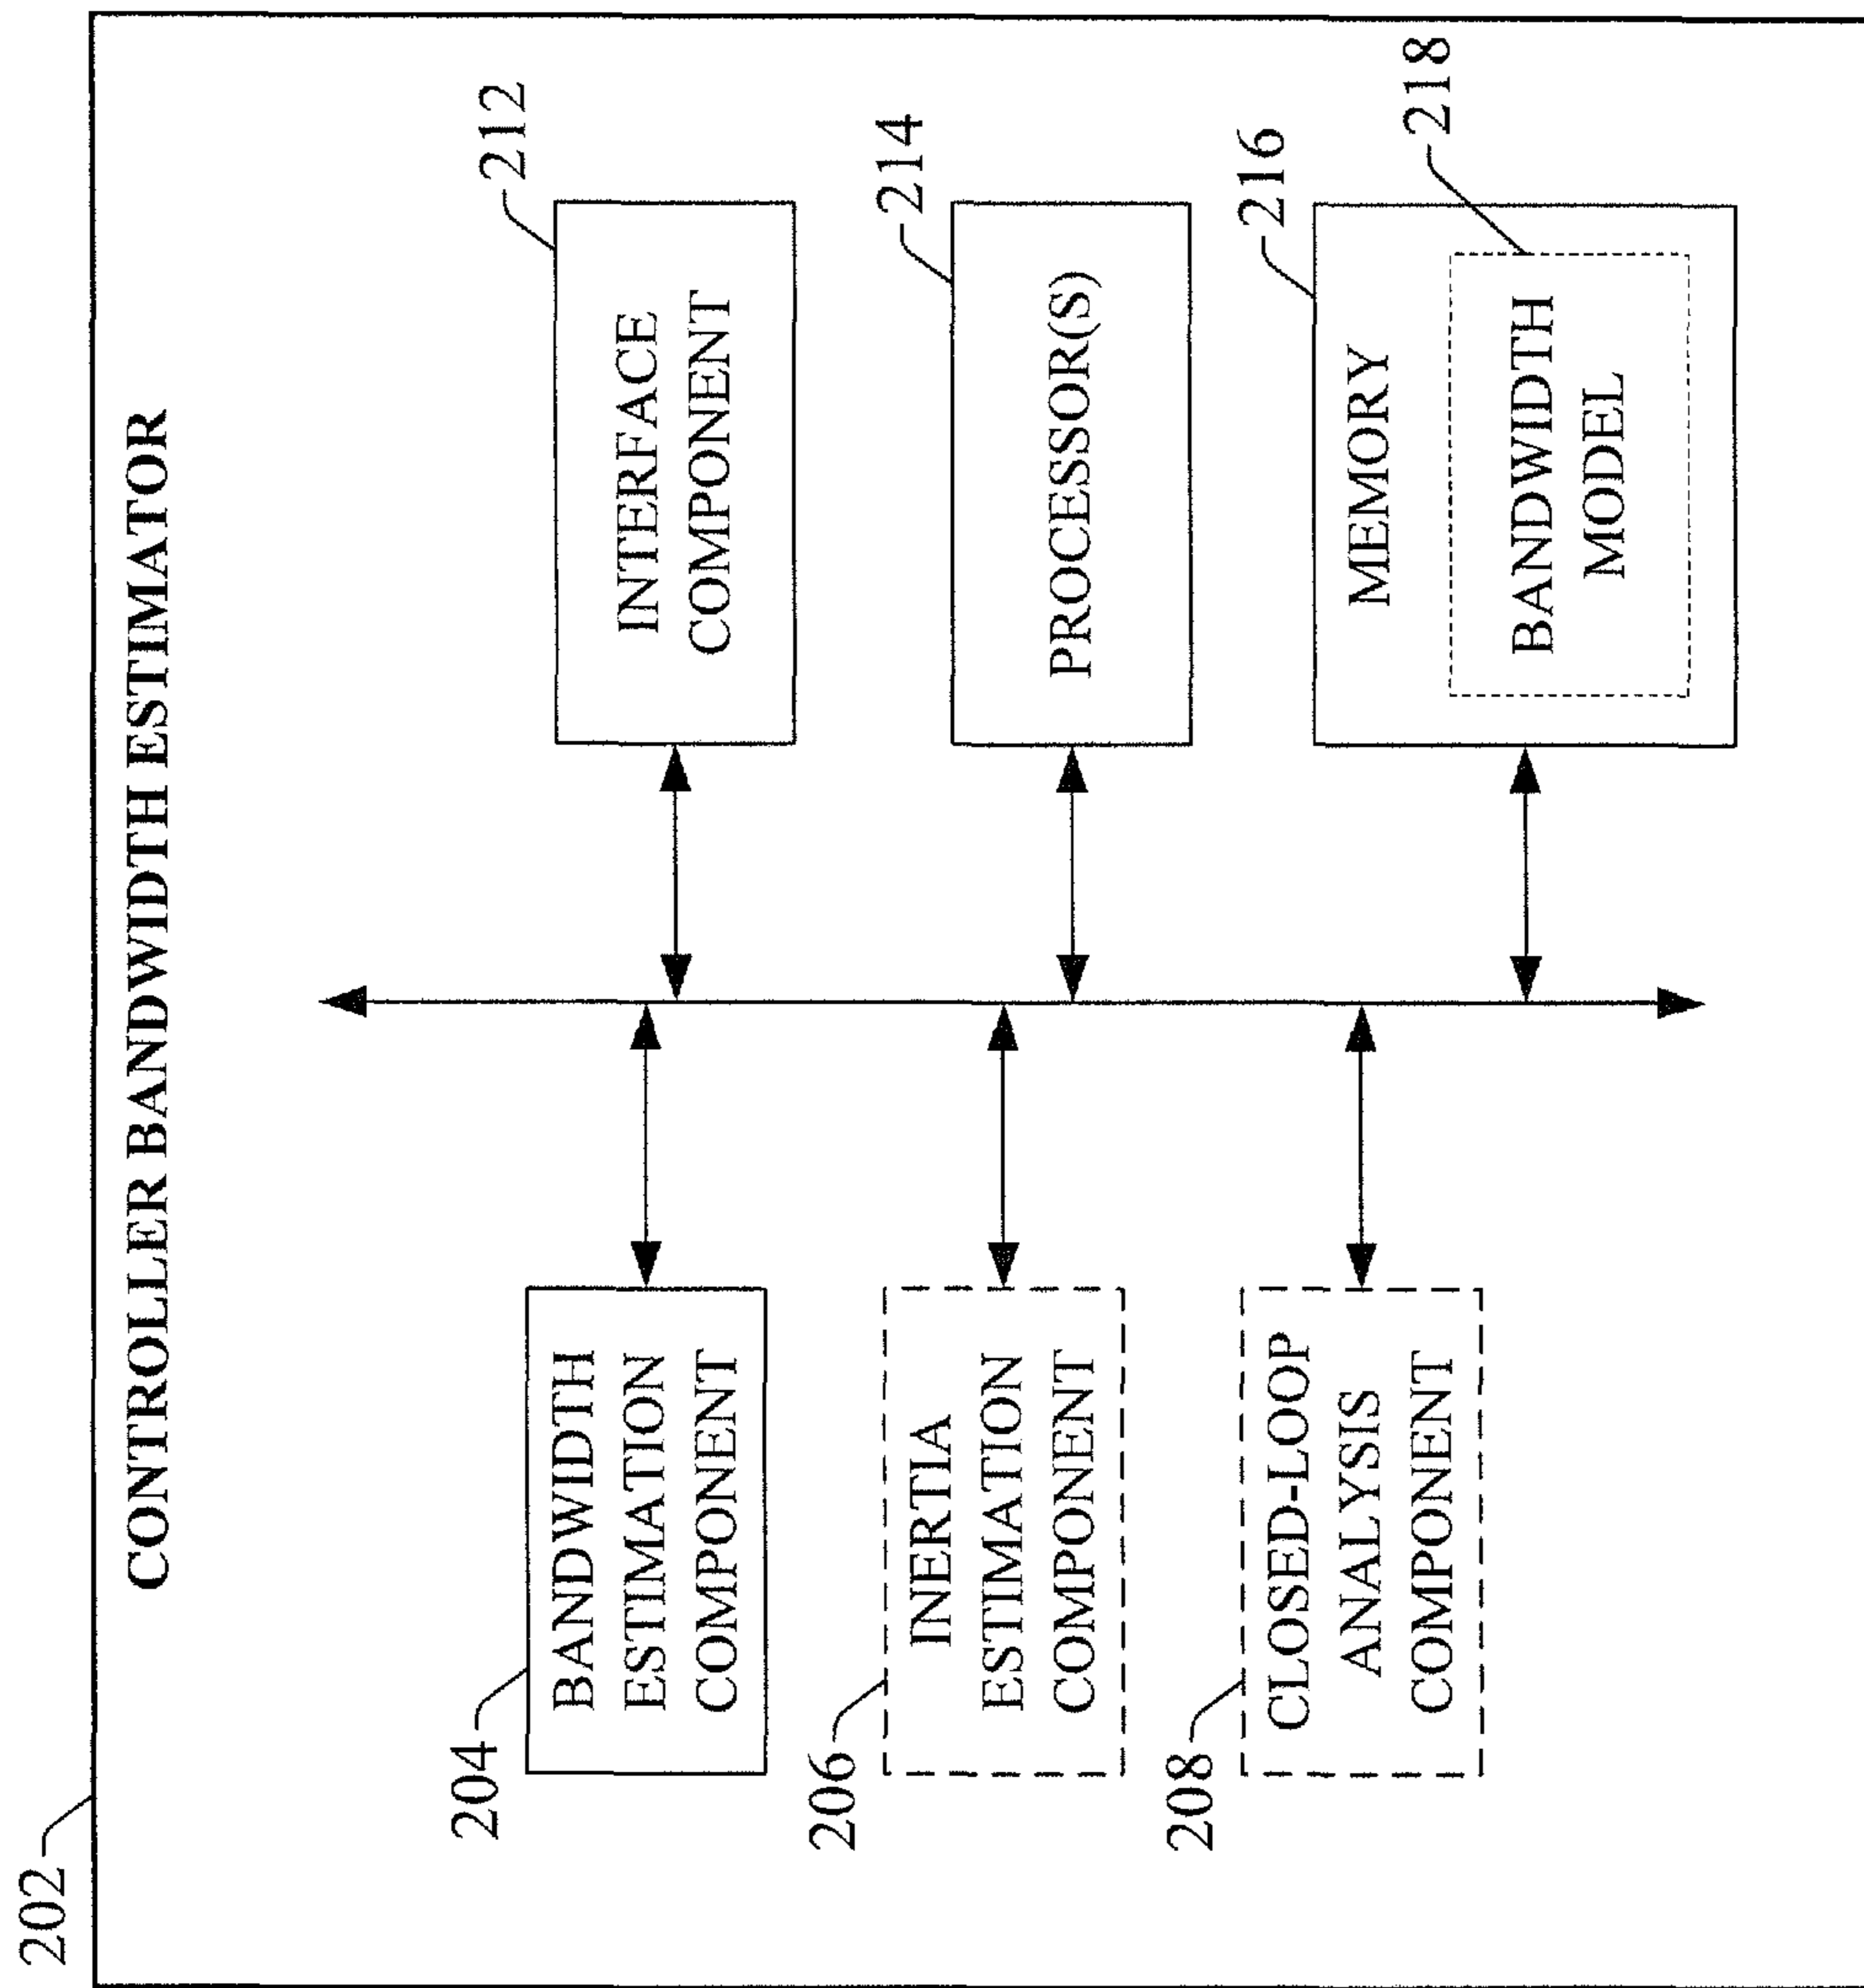 202
CONTROLLER BANDWIDTH ESTIMATOR
204
BANDWIDTH
ESTIMATION
COMPONENT
206
INERTIA
ESTIMATION
COMPONENT
208
CLOSED-LOOP
ANALYSIS
COMPONENT
212
INTERFACE
COMPONENT
214
PROCESSOR(S)
216
MEMORY
218
BANDWIDTH
MODEL